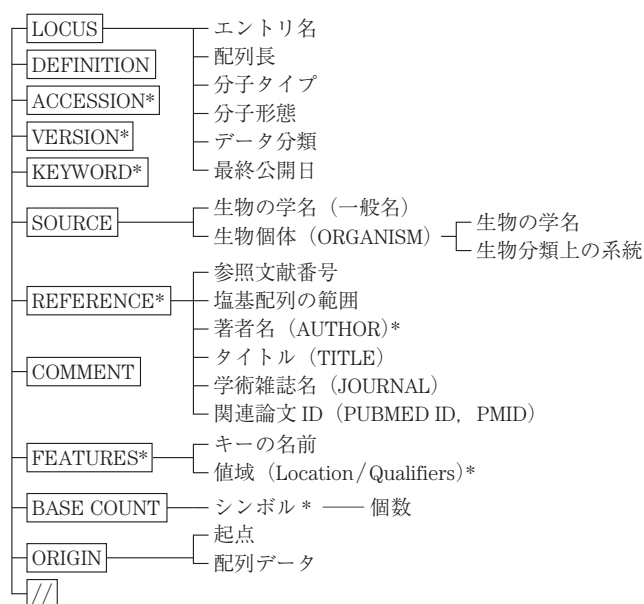 LOCUS エントリ名
配列長
DEFINITION
分子タイプ
ACCESSION*
分子形態
VERSION*
データ分類
KEYWORD*
最終公開日
生物の学名（一般名）
SOURCE
生物の学名
生物個体（ORGANISM）
生物分類上の系統
参照文献番号
REFERENCE* 塩基配列の範囲
著者名（AUTHOR）*
タイトル（TITLE）
COMMENT
学術雑誌名（JOURNAL）
関連論文 ID（PUBMED ID, PMID）
キーの名前
FEATURES*
値域（Location / Qualifiers）*
BASE COUNT シンボル * 個数
起点
ORIGIN
配列データ
//